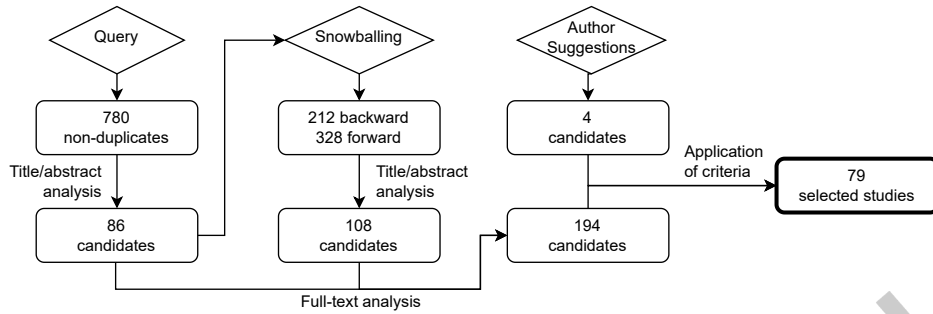 Query
Snowballing
Author
Suggestions
780
non-duplicates
212 backward
328 forward
4
candidates
Title/abstract
analysis
Title/abstract
analysis
Application
of criteria
79
selected studies
86
candidates
108
candidates
194
candidates
Full-text analysis